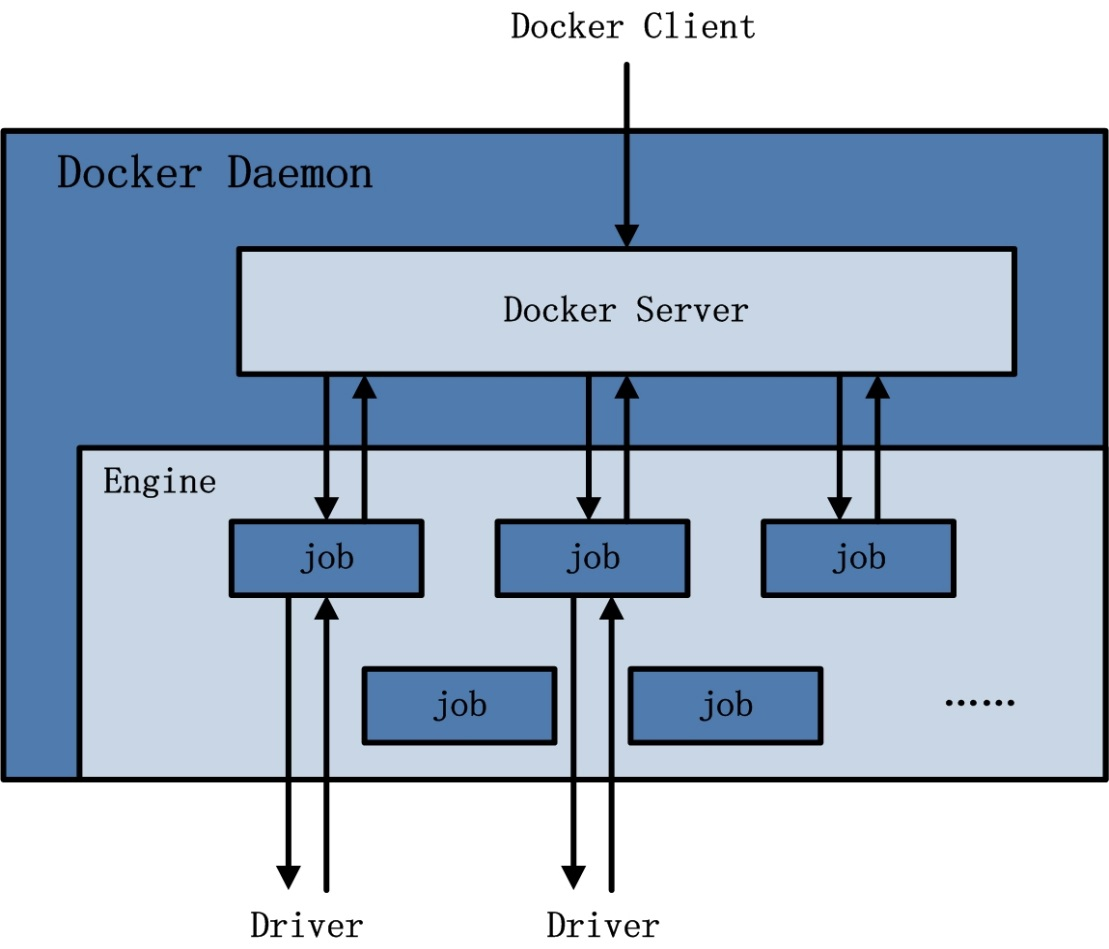 Docker Client
Docker Daemon
Docker Server
Engine
job
job
job
job
job
……
Driver
Driver